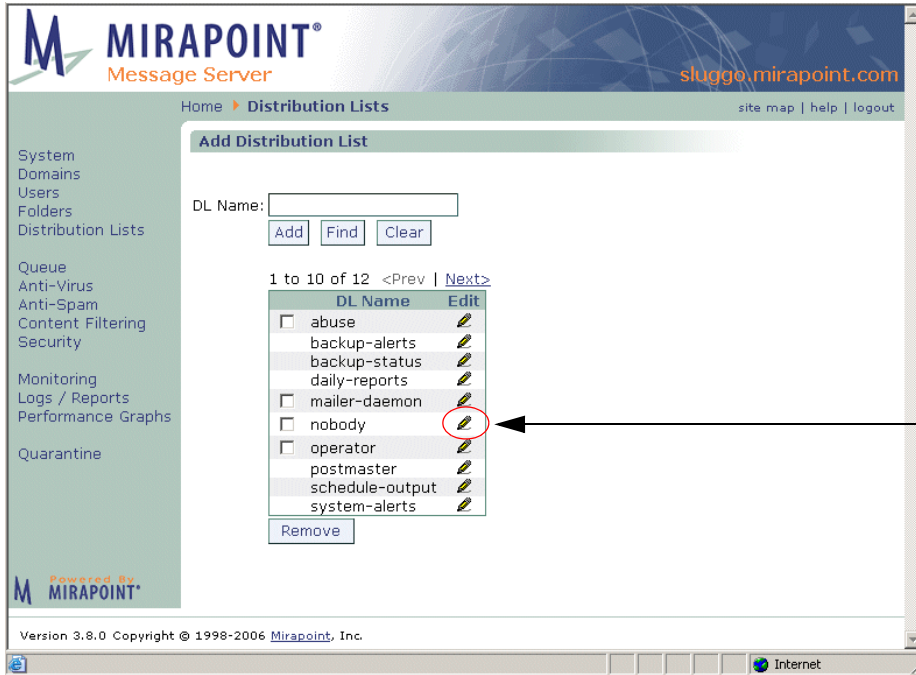 MIRAPOINT®
Message Server
sluggo.mirapoint.com
Home Distribution Lists
site map | help | logout
Add Distribution List
System
Domains
Users
Folders
Distribution Lists
Queue
Anti-Virus
Anti-Spam
Content Filtering
Security
Monitoring
Logs / Reports
Performance Graphs
Quarantine
DL Name:
Add Find Clear
1 to 10 of 12 <Prev | Next>
DL Name Edit
abuse
backup-alerts
backup-status
daily-reports
mailer-daemon
nobody
operator
postmaster
schedule-output
system-alerts
Remove
Powered By
MIRAPOINT®
Version 3.8.0 Copyright © 1998-2006 Mirapoint, Inc.
Internet